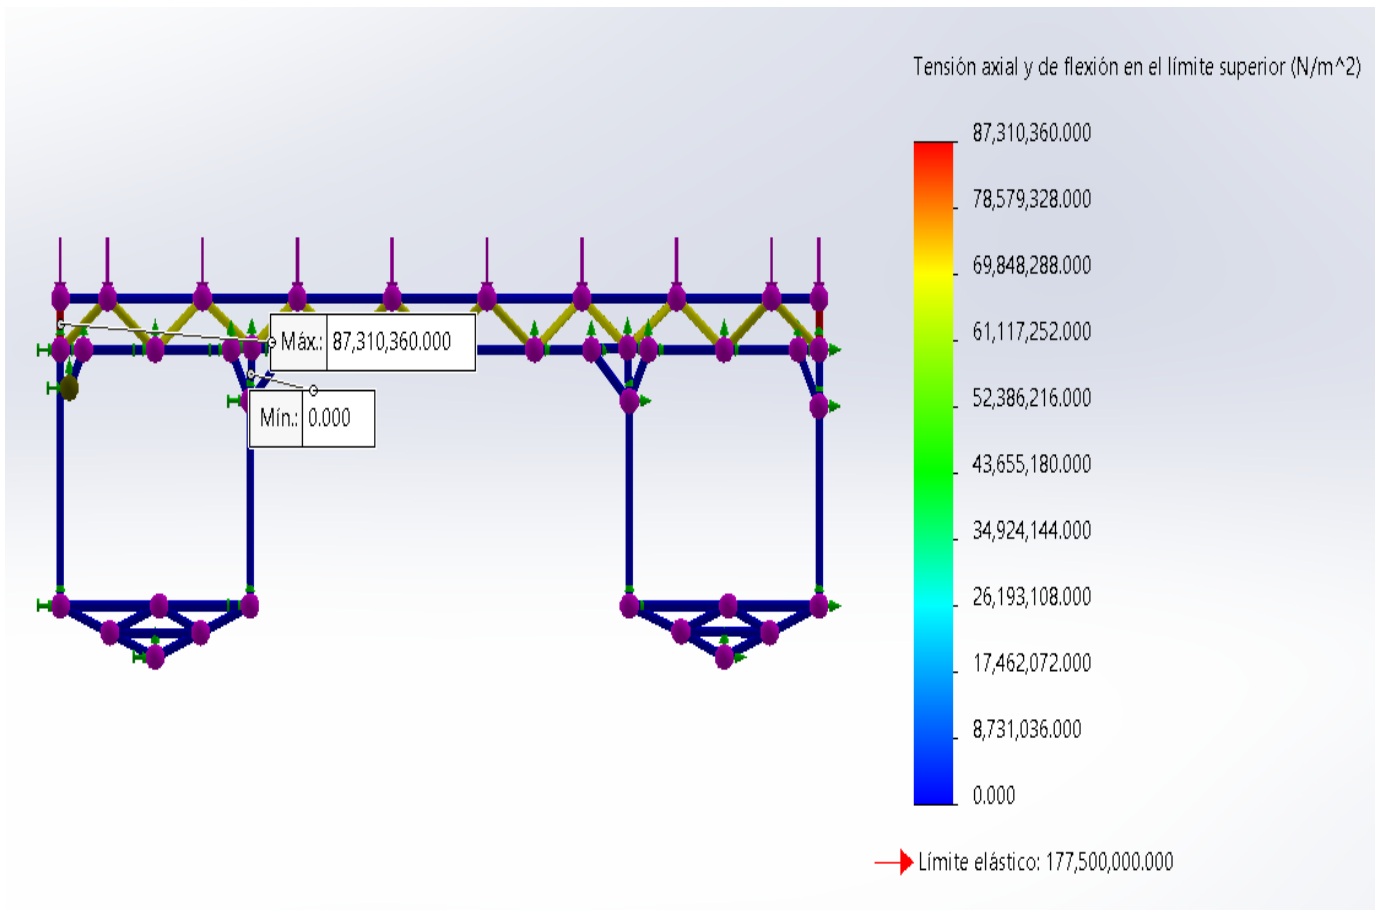 Tensión axial y de flexión en el límite superior (N/m^2)
87,310,360.000
78,579,328.000
69,848,288.000
61,117,252.000
52,386,216.000
43,655,180.000
34,924,144.000
26,193,108.000
17,462,072.000
8,731,036.000
0.000
Límite elástico: 177,500,000.000
Máx.: 87,310,360.000
Mín.: 0.000